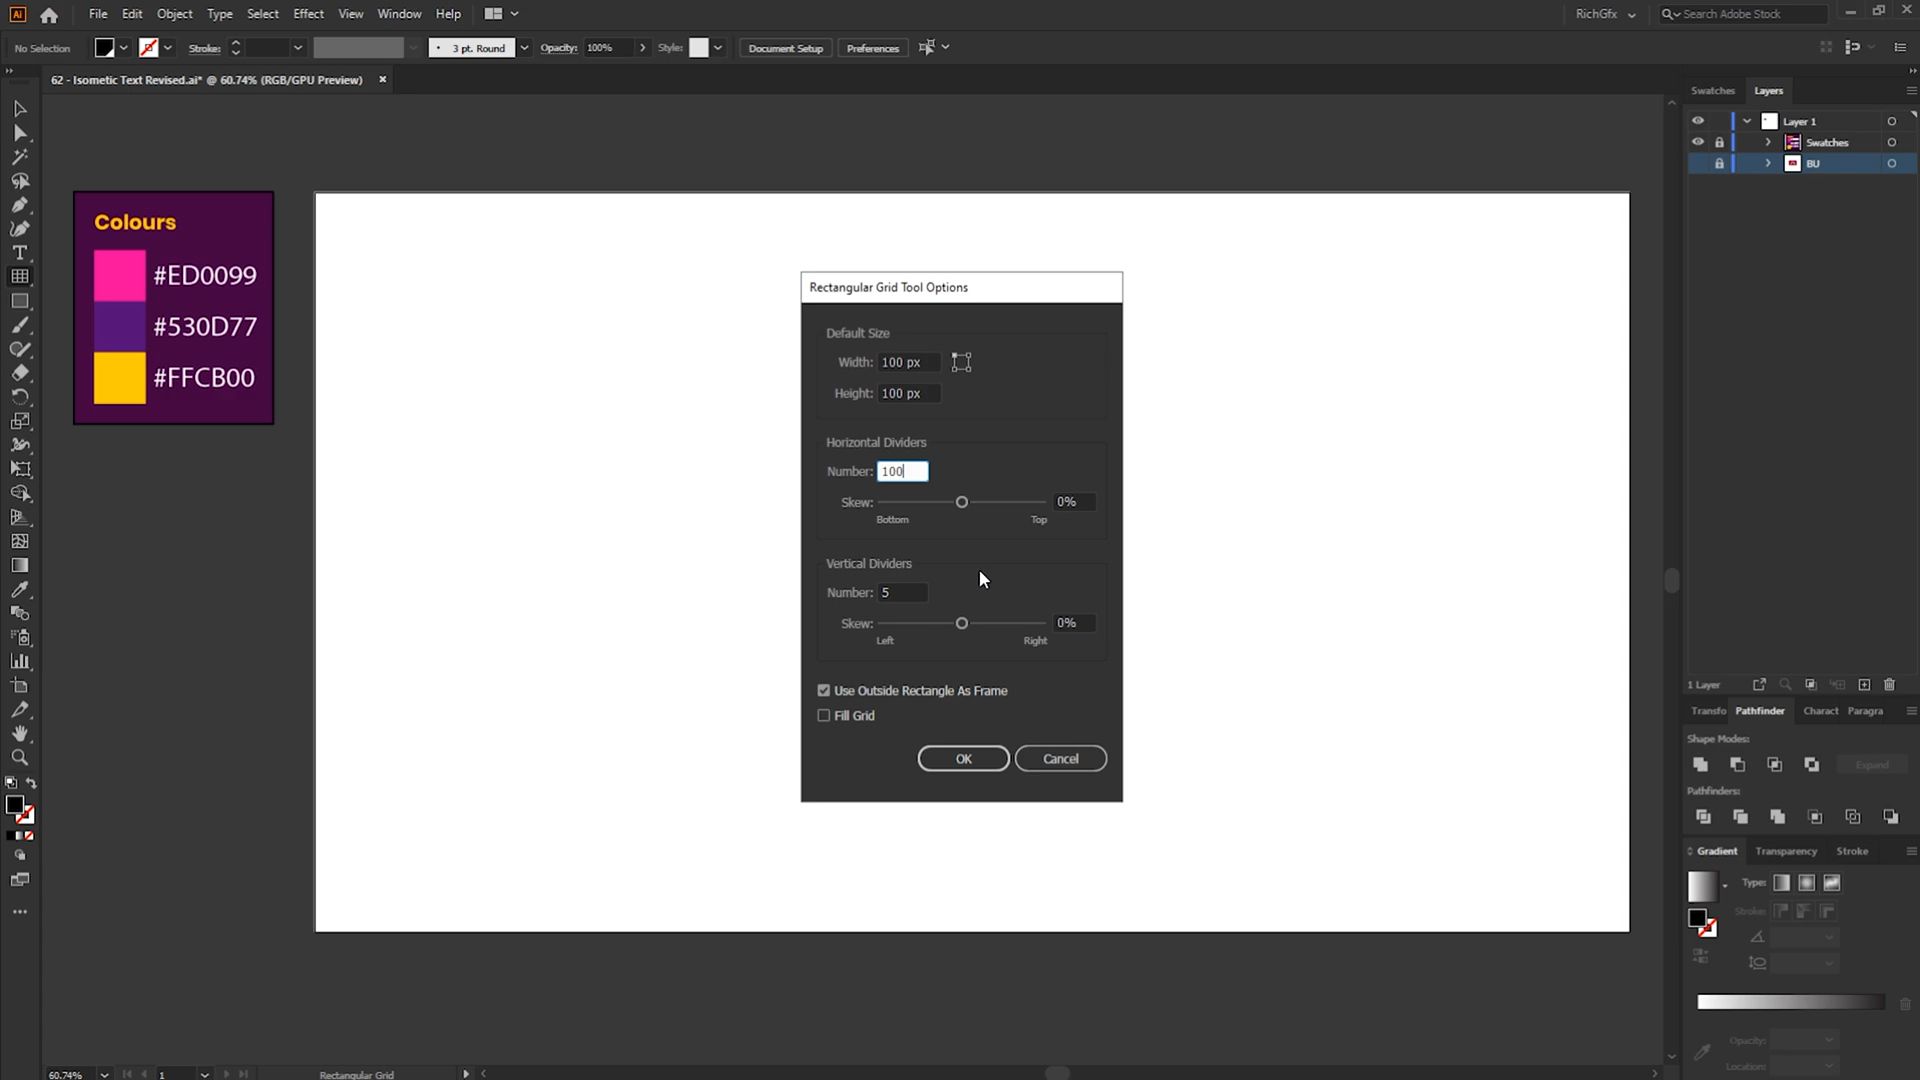 Ai File Edit Object Type Select Effect View Window Help RichGfx Search Adobe Stock
No Selection Stroke: 3 pt. Round Opacity: 100% Style: Document Setup Preferences
62 - Isometic Text Revised.ai* @ 60.74% (RGB/GPU Preview)
Swatches Layers
Layer 1
Swatches
BU
Colours
#ED0099
#530D77
#FFCB00
Rectangular Grid Tool Options
Default Size
Width: 100 px
Height: 100 px
Horizontal Dividers
Number: 100
Skew: 0%
Bottom Top
Vertical Dividers
Number: 5
Skew: 0%
Left Right
Use Outside Rectangle As Frame
Fill Grid
OK Cancel
1 Layer
Transfo Pathfinder Charact Paragra
Shape Modes:
Expand
Pathfinders:
Gradient Transparency Stroke
Type:
Stroke:
Opacity:
Location:
60.74% 1 Rectangular Grid